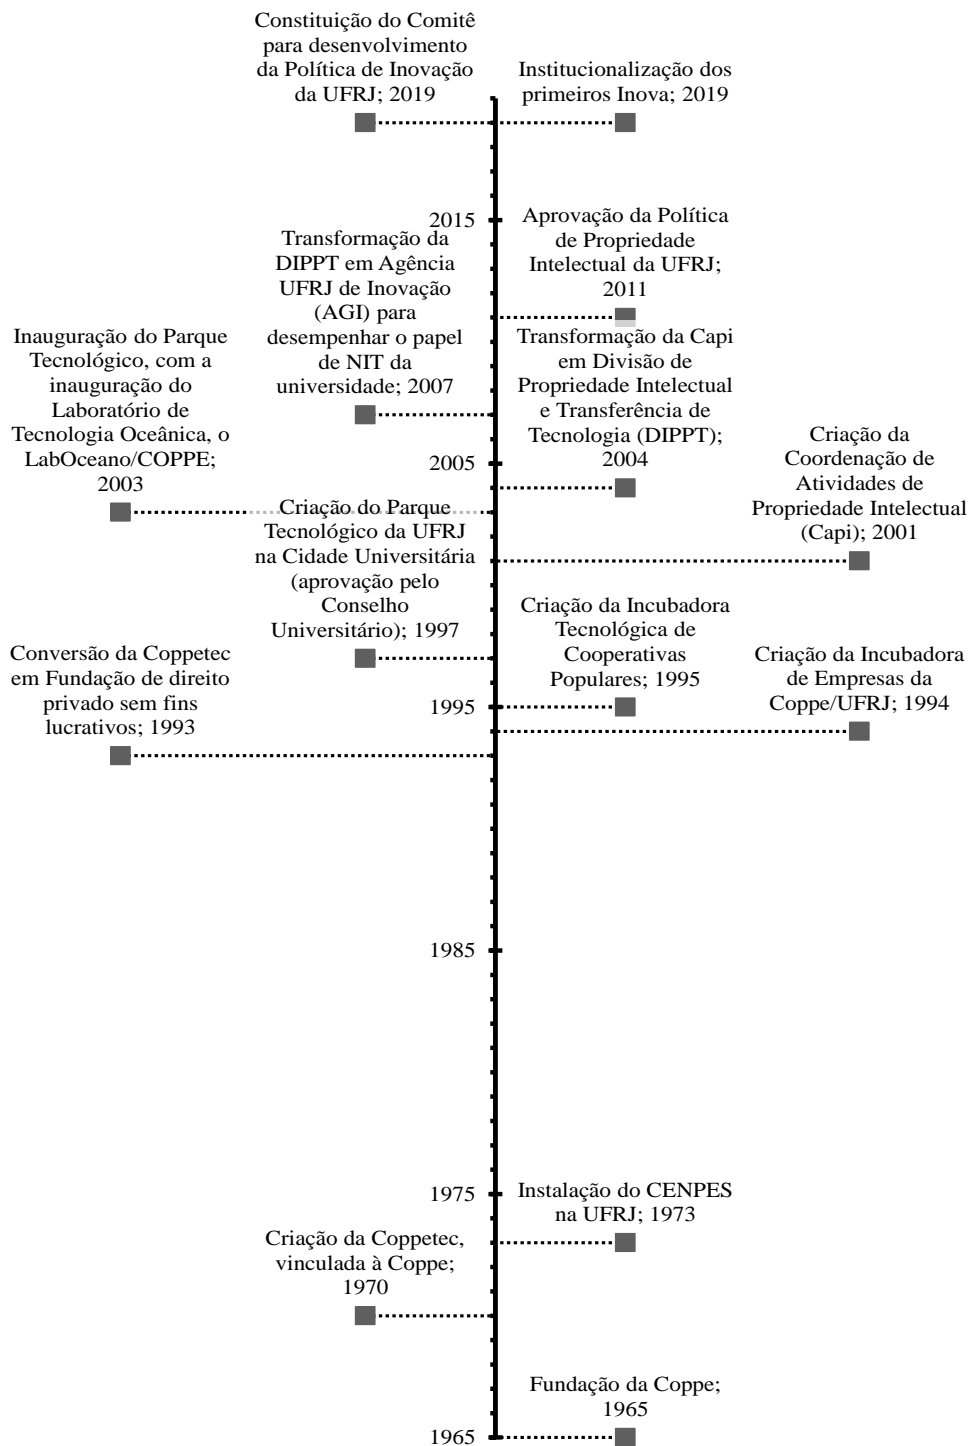 Constituição do Comitê
para desenvolvimento
da Política de Inovação
da UFRJ; 2019
Institucionalização dos
primeiros Inova; 2019
2015
Aprovação da Política
de Propriedade
Intelectual da UFRJ;
2011
Transformação da
DIPPT em Agência
UFRJ de Inovação
(AGI) para
desempenhar o papel
de NIT da
universidade; 2007
Inauguração do Parque
Tecnológico, com a
inauguração do
Laboratório de
Tecnologia Oceânica, o
LabOceano/COPPE;
2003
Transformação da Capi
em Divisão de
Propriedade Intelectual
e Transferência de
Tecnologia (DIPPT);
2004
2005
Criação da
Coordenação de
Atividades de
Propriedade Intelectual
(Capi); 2001
Criação do Parque
Tecnológico da UFRJ
na Cidade Universitária
(aprovação pelo
Conselho
Universitário); 1997
Criação da Incubadora
Tecnológica de
Cooperativas
Populares; 1995
Conversão da Coppetec
em Fundação de direito
privado sem fins
lucrativos; 1993
Criação da Incubadora
de Empresas da
Coppe/UFRJ; 1994
1995
1985
1975
Instalação do CENPES
na UFRJ; 1973
Criação da Coppetec,
vinculada à Coppe;
1970
Fundação da Coppe;
1965
1965